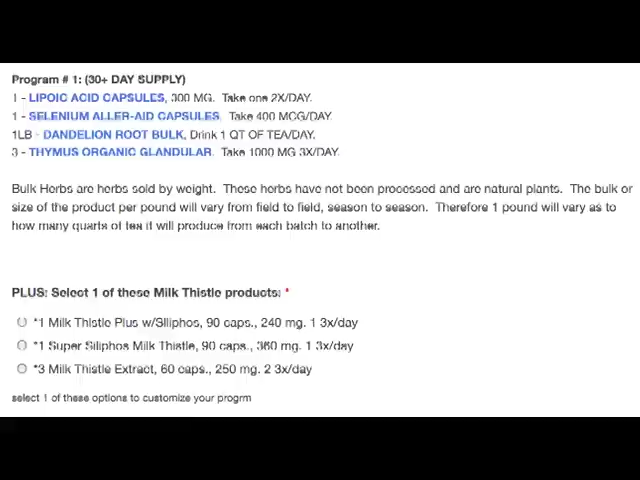 Program # 1: (30+ DAY SUPPLY)
1 - LIPOIC ACID CAPSULES, 300 MG. Take one 2X/DAY.
1 - SELENIUM ALLER-AID CAPSULES. Take 400 MCG/DAY.
1LB - DANDELION ROOT BULK, Drink 1 QT OF TEA/DAY.
3 - THYMUS ORGANIC GLANDULAR. Take 1000 MG 3X/DAY.
Bulk Herbs are herbs sold by weight. These herbs have not been processed and are natural plants. The bulk or
size of the product per pound will vary from field to field, season to season. Therefore 1 pound will vary as to
how many quarts of tea it will produce from each batch to another.
PLUS: Select 1 of these Milk Thistle products: *
*1 Milk Thistle Plus w/Siliphos, 90 caps., 240 mg. 1 3x/day
*1 Super Siliphos Milk Thistle, 90 caps., 360 mg. 1 3x/day
*3 Milk Thistle Extract, 60 caps., 250 mg. 2 3x/day
select 1 of these options to customize your progrm